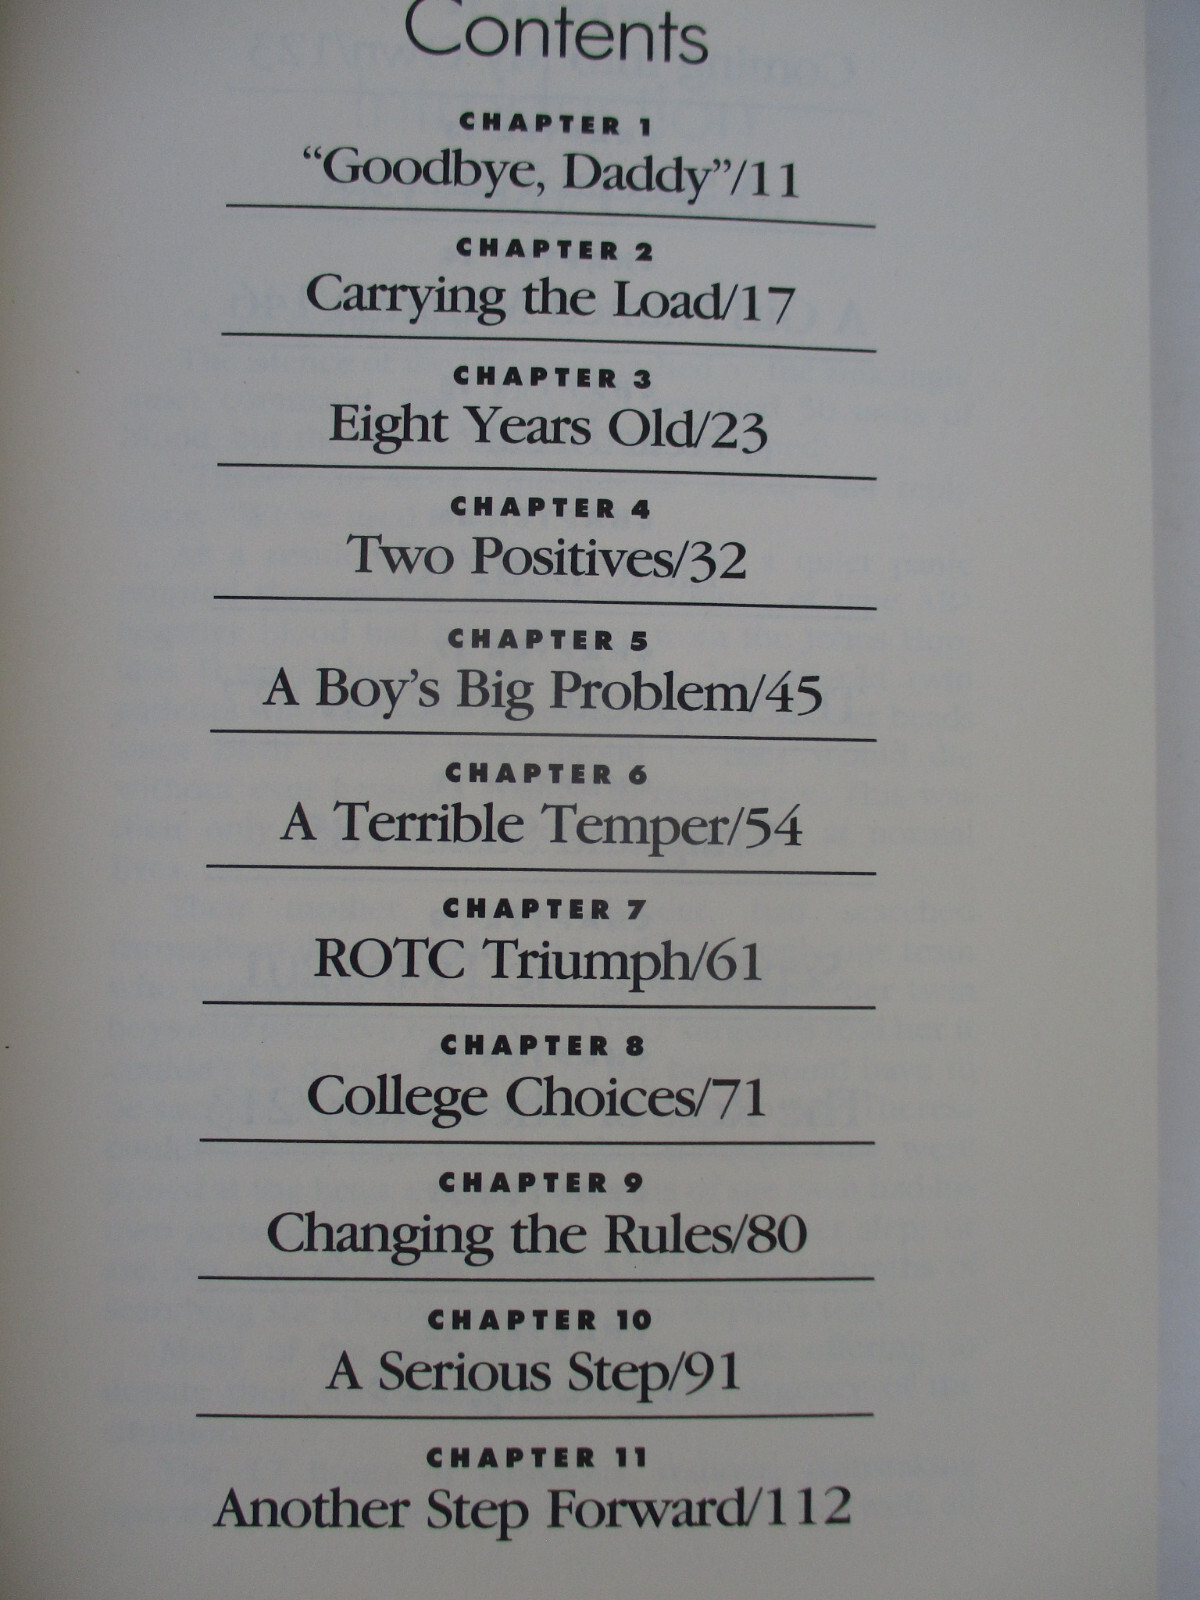 Contents
CHAPTER 1
“Goodbye, Daddy”/11
CHAPTER 2
Carrying the Load/17
CHAPTER 3
Eight Years Old/23
CHAPTER 4
Two Positives/32
CHAPTER 5
A Boy’s Big Problem/45
CHAPTER 6
A Terrible Temper/54
CHAPTER 7
ROTC Triumph/61
CHAPTER 8
College Choices/71
CHAPTER 9
Changing the Rules/80
CHAPTER 10
A Serious Step/91
CHAPTER 11
Another Step Forward/112